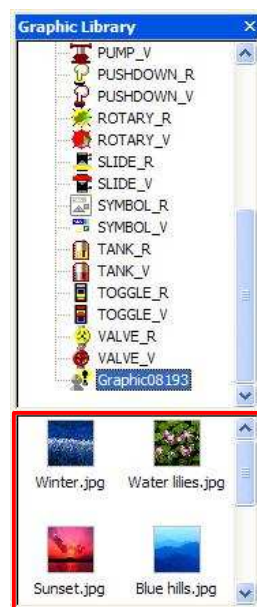 Graphic Library
PUMP_V
PUSHDOWN_R
PUSHDOWN_V
ROTARY_R
ROTARY_V
SLIDE_R
SLIDE_V
SYMBOL_R
SYMBOL_V
TANK_R
TANK_V
TOGGLE_R
TOGGLE_V
VALVE_R
VALVE_V
Graphic08193
Winter.jpg Water lilies.jpg
Sunset.jpg Blue hills.jpg